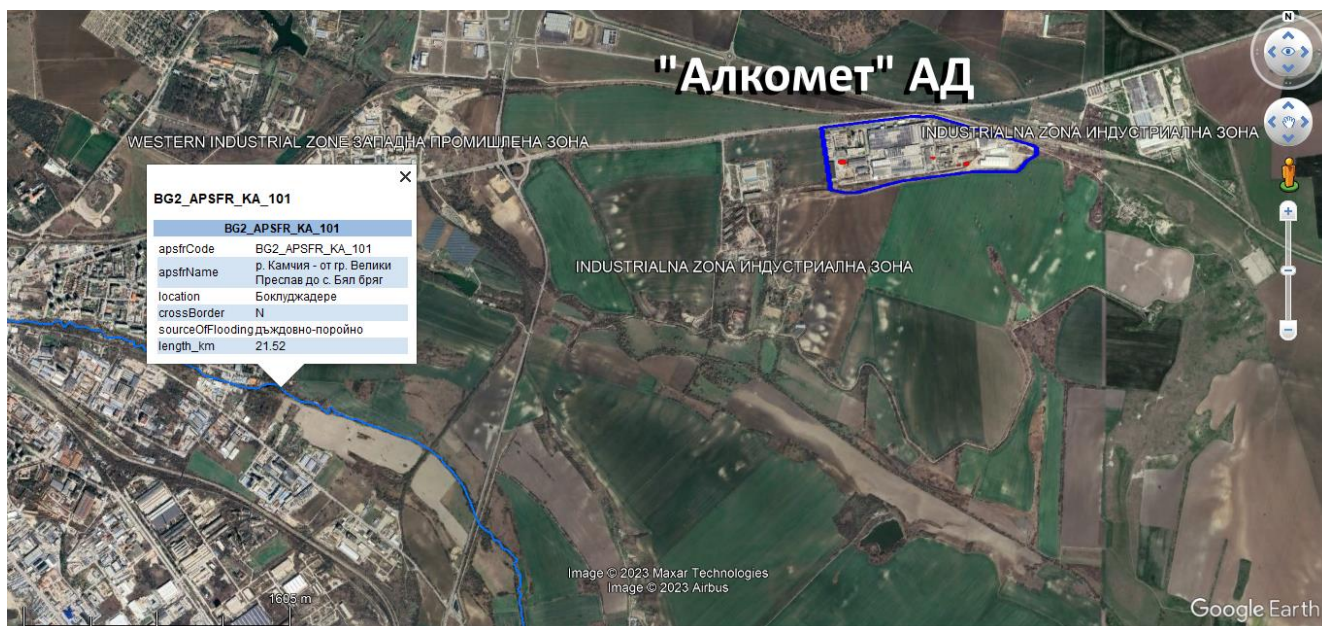 "Алкомет" АД
N
WESTERN INDUSTRIAL ZONE ЗАПАДНА ПРОМИШЛЕНА ЗОНА
INDUSTRIALNA ZONA ИНДУСТРИАЛНА ЗОНА
BG2_APSFR_KA_101
BG2_APSFR_KA_101
apsfrCode BG2_APSFR_KA_101
apsfrName р. Камчия - от гр. Велики
Преслав до с. Бял бряг
location Боклуджадере
crossBorder N
sourceOfFlooding дъждовно-поройно
length_km 21.52
INDUSTRIALNA ZONA ИНДУСТРИАЛНА ЗОНА
Image © 2023 Maxar Technologies
Image © 2023 Airbus
1605 m
Google Earth